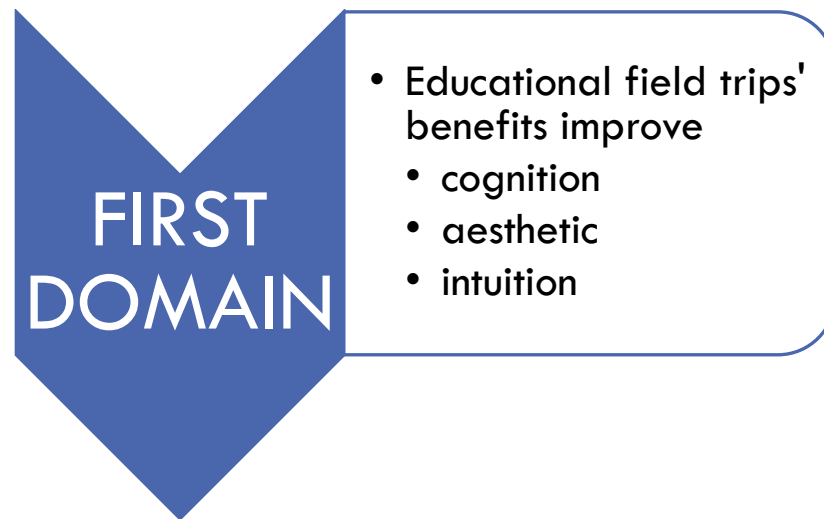 FIRST
DOMAIN
• Educational field trips'
benefits improve
• cognition
• aesthetic
• intuition